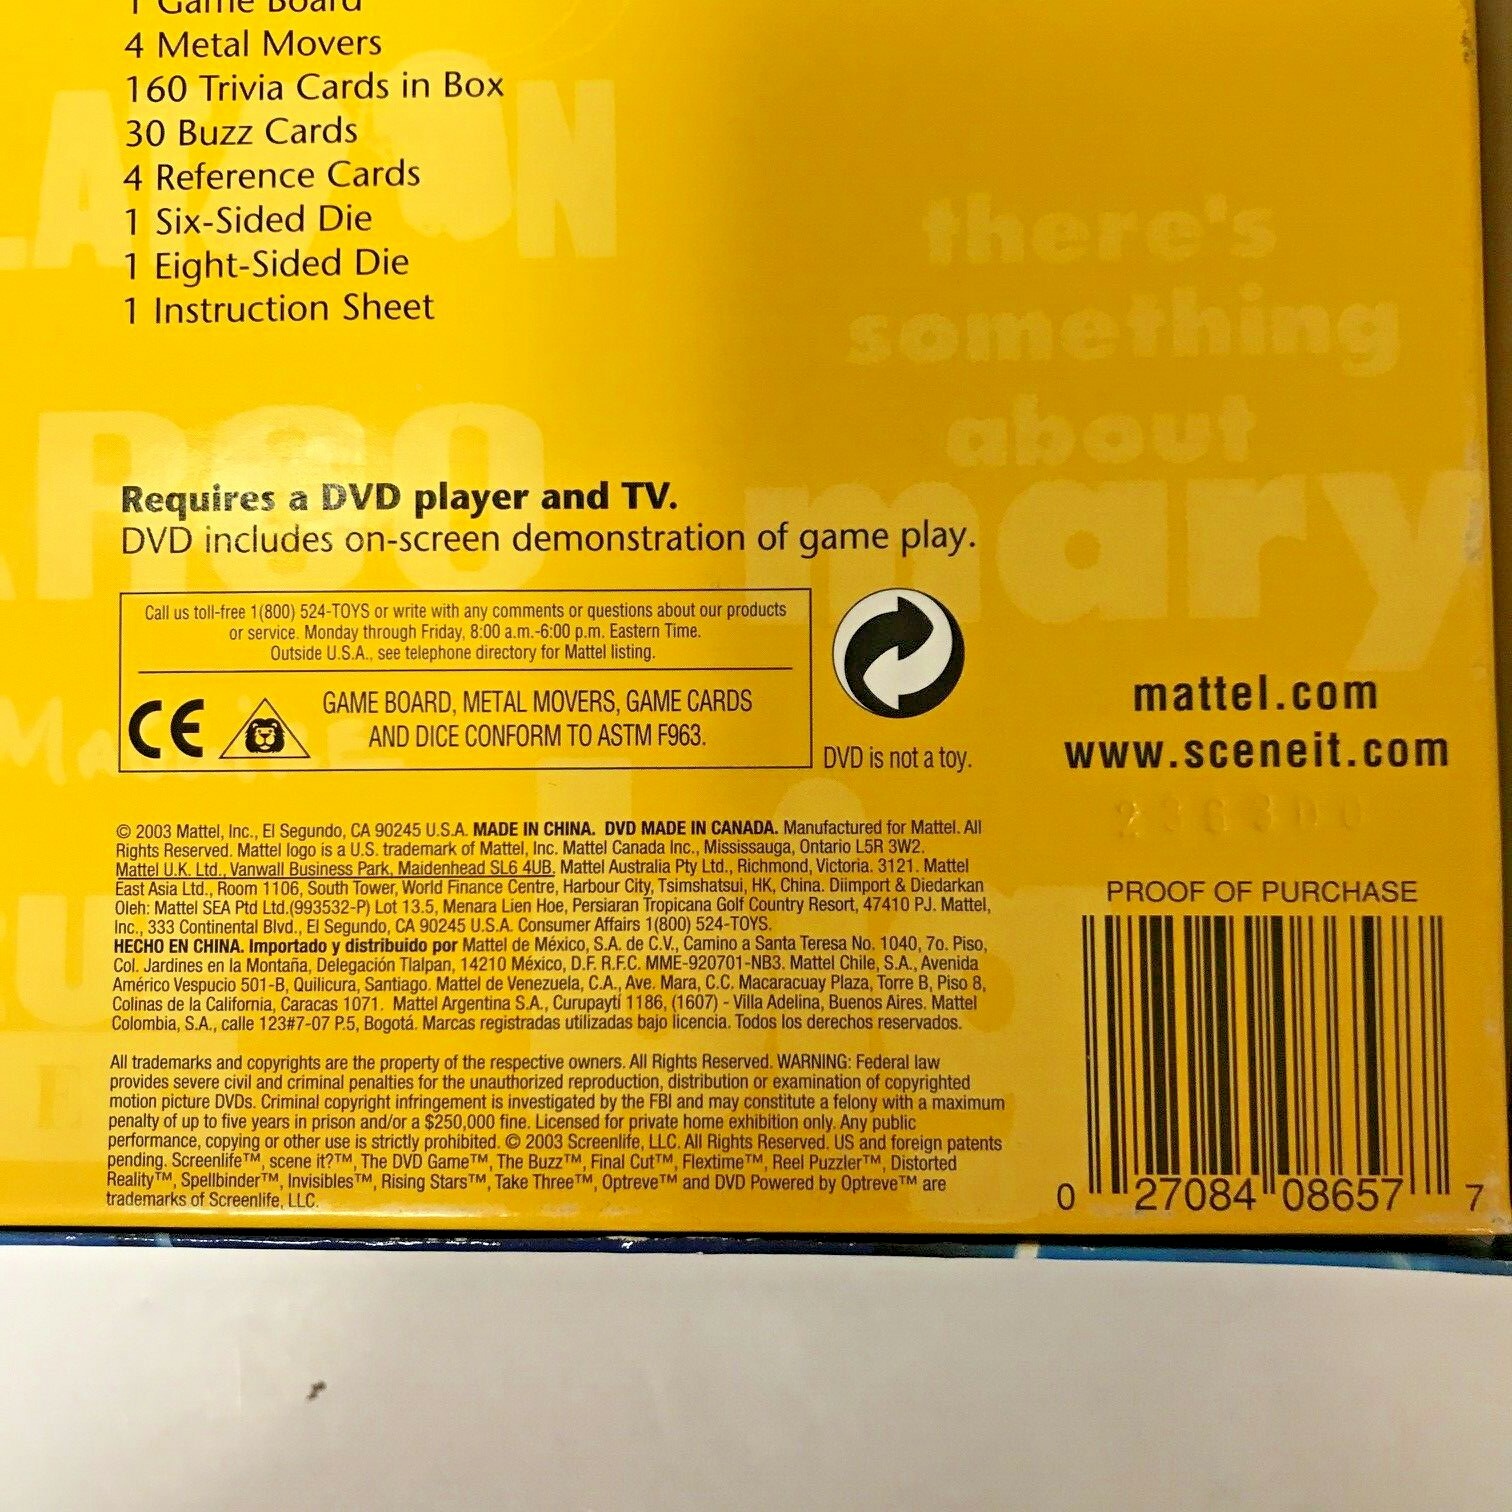 1 Game Board
4 Metal Movers
160 Trivia Cards in Box
30 Buzz Cards
4 Reference Cards
1 Six-Sided Die
1 Eight-Sided Die
1 Instruction Sheet
there's
something
about
mary
Requires a DVD player and TV.
DVD includes on-screen demonstration of game play.
Call us toll-free 1(800) 524-TOYS or write with any comments or questions about our products
or service. Monday through Friday, 8:00 a.m.-6:00 p.m. Eastern Time.
Outside U.S.A., see telephone directory for Mattel listing.
CE
GAME BOARD, METAL MOVERS, GAME CARDS
AND DICE CONFORM TO ASTM F963.
DVD is not a toy.
mattel.com
www.sceneit.com
236300
© 2003 Mattel, Inc., El Segundo, CA 90245 U.S.A. MADE IN CHINA. DVD MADE IN CANADA. Manufactured for Mattel. All
Rights Reserved. Mattel logo is a U.S. trademark of Mattel, Inc. Mattel Canada Inc., Mississauga, Ontario L5R 3W2.
Mattel U.K. Ltd., Vanwall Business Park, Maidenhead SL6 4UB. Mattel Australia Pty Ltd., Richmond, Victoria. 3121. Mattel
East Asia Ltd., Room 1106, South Tower, World Finance Centre, Harbour City, Tsimshatsui, HK, China. Diimport & Diedarkan
Oleh: Mattel SEA Ptd Ltd.(993532-P) Lot 13.5, Menara Lien Hoe, Persiaran Tropicana Golf Country Resort, 47410 PJ. Mattel,
Inc., 333 Continental Blvd., El Segundo, CA 90245 U.S.A. Consumer Affairs 1(800) 524-TOYS.
HECHO EN CHINA. Importado y distribuido por Mattel de México, S.A. de C.V., Camino a Santa Teresa No. 1040, 7o. Piso,
Col. Jardines en la Montaña, Delegación Tlalpan, 14210 México, D.F. R.F.C. MME-920701-NB3. Mattel Chile, S.A., Avenida
Américo Vespucio 501-B, Quilicura, Santiago. Mattel de Venezuela, C.A., Ave. Mara, C.C. Macaracuay Plaza, Torre B, Piso 8,
Colinas de la California, Caracas 1071. Mattel Argentina S.A., Curupaytí 1186, (1607) - Villa Adelina, Buenos Aires. Mattel
Colombia, S.A., calle 123#7-07 P.5, Bogotá. Marcas registradas utilizadas bajo licencia. Todos los derechos reservados.
All trademarks and copyrights are the property of the respective owners. All Rights Reserved. WARNING: Federal law
provides severe civil and criminal penalties for the unauthorized reproduction, distribution or examination of copyrighted
motion picture DVDs. Criminal copyright infringement is investigated by the FBI and may constitute a felony with a maximum
penalty of up to five years in prison and/or a $250,000 fine. Licensed for private home exhibition only. Any public
performance, copying or other use is strictly prohibited. © 2003 Screenlife, LLC. All Rights Reserved. US and foreign patents
pending. Screenlife™, scene it?™, The DVD Game™, The Buzz™, Final Cut™, Flextime™, Reel Puzzler™, Distorted
Reality™, Spellbinder™, Invisibles™, Rising Stars™, Take Three™, Optreve™ and DVD Powered by Optreve™ are
trademarks of Screenlife, LLC.
PROOF OF PURCHASE
0 27084 08657 7